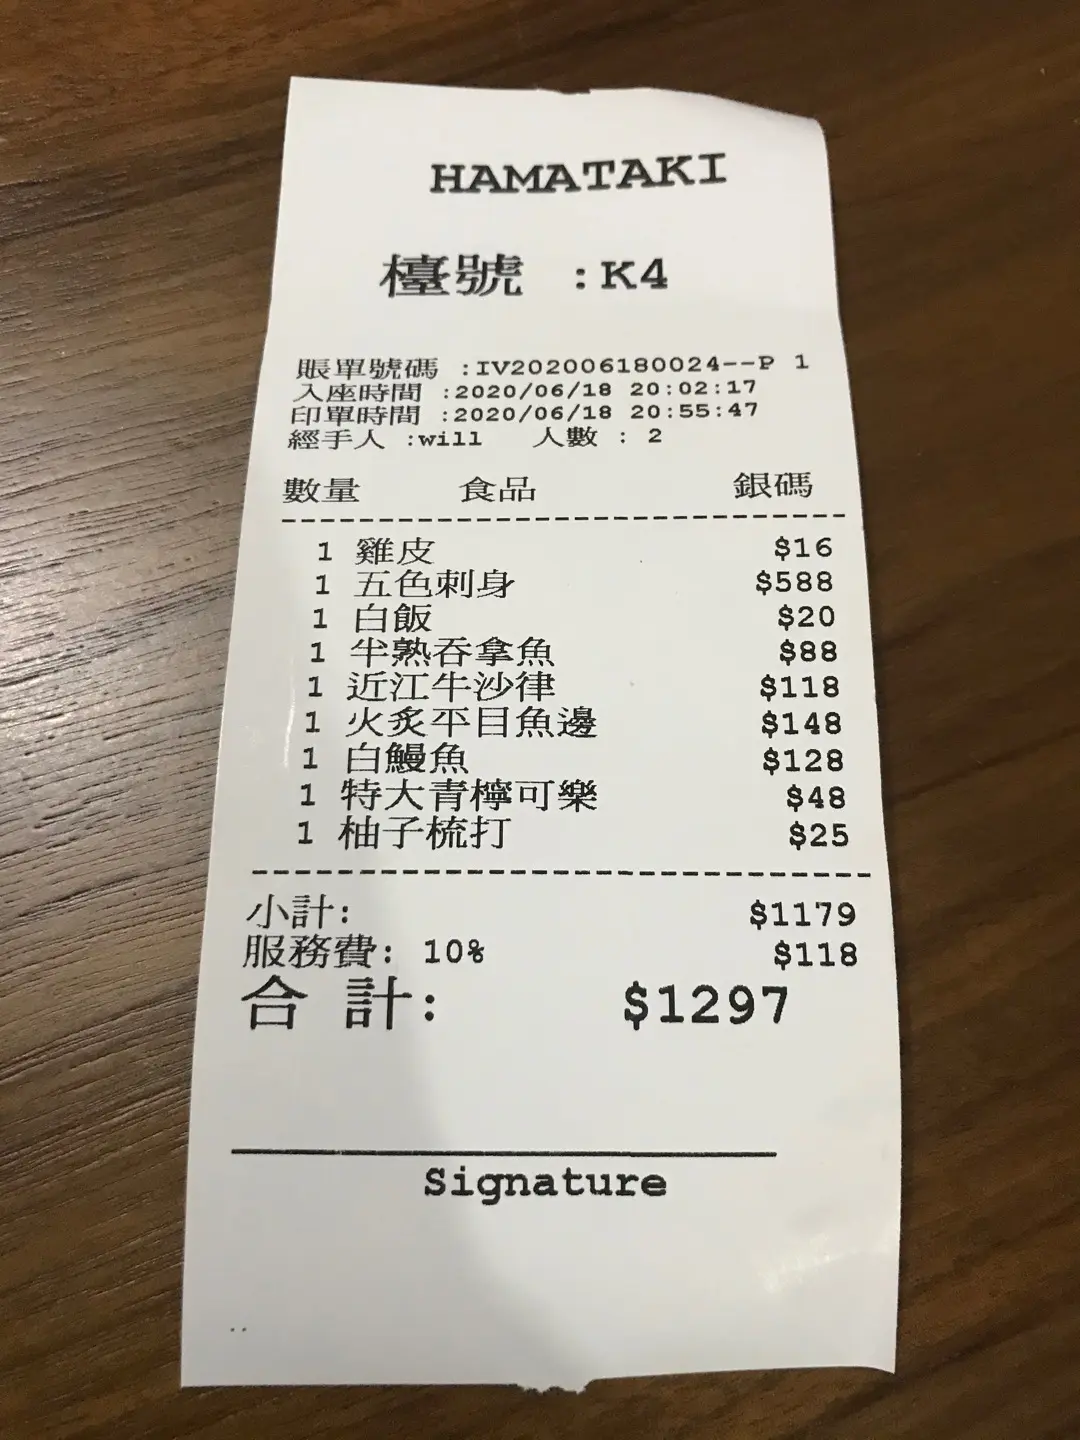 HAMATAKI
檯號 :K4
賬單號碼 :IV202006180024--P 1
入座時間 :2020/06/18 20:02:17
印單時間 :2020/06/18 20:55:47
經手人 :will 人數 : 2
數量 食品 銀碼
1 雞皮 $16
1 五色刺身 $588
1 白飯 $20
1 半熟吞拿魚 $88
1 近江牛沙律 $118
1 火炙平目魚邊 $148
1 白鰻魚 $128
1 特大青檸可樂 $48
1 柚子梳打 $25
小計: $1179
服務費: 10% $118
合 計: $1297
Signature